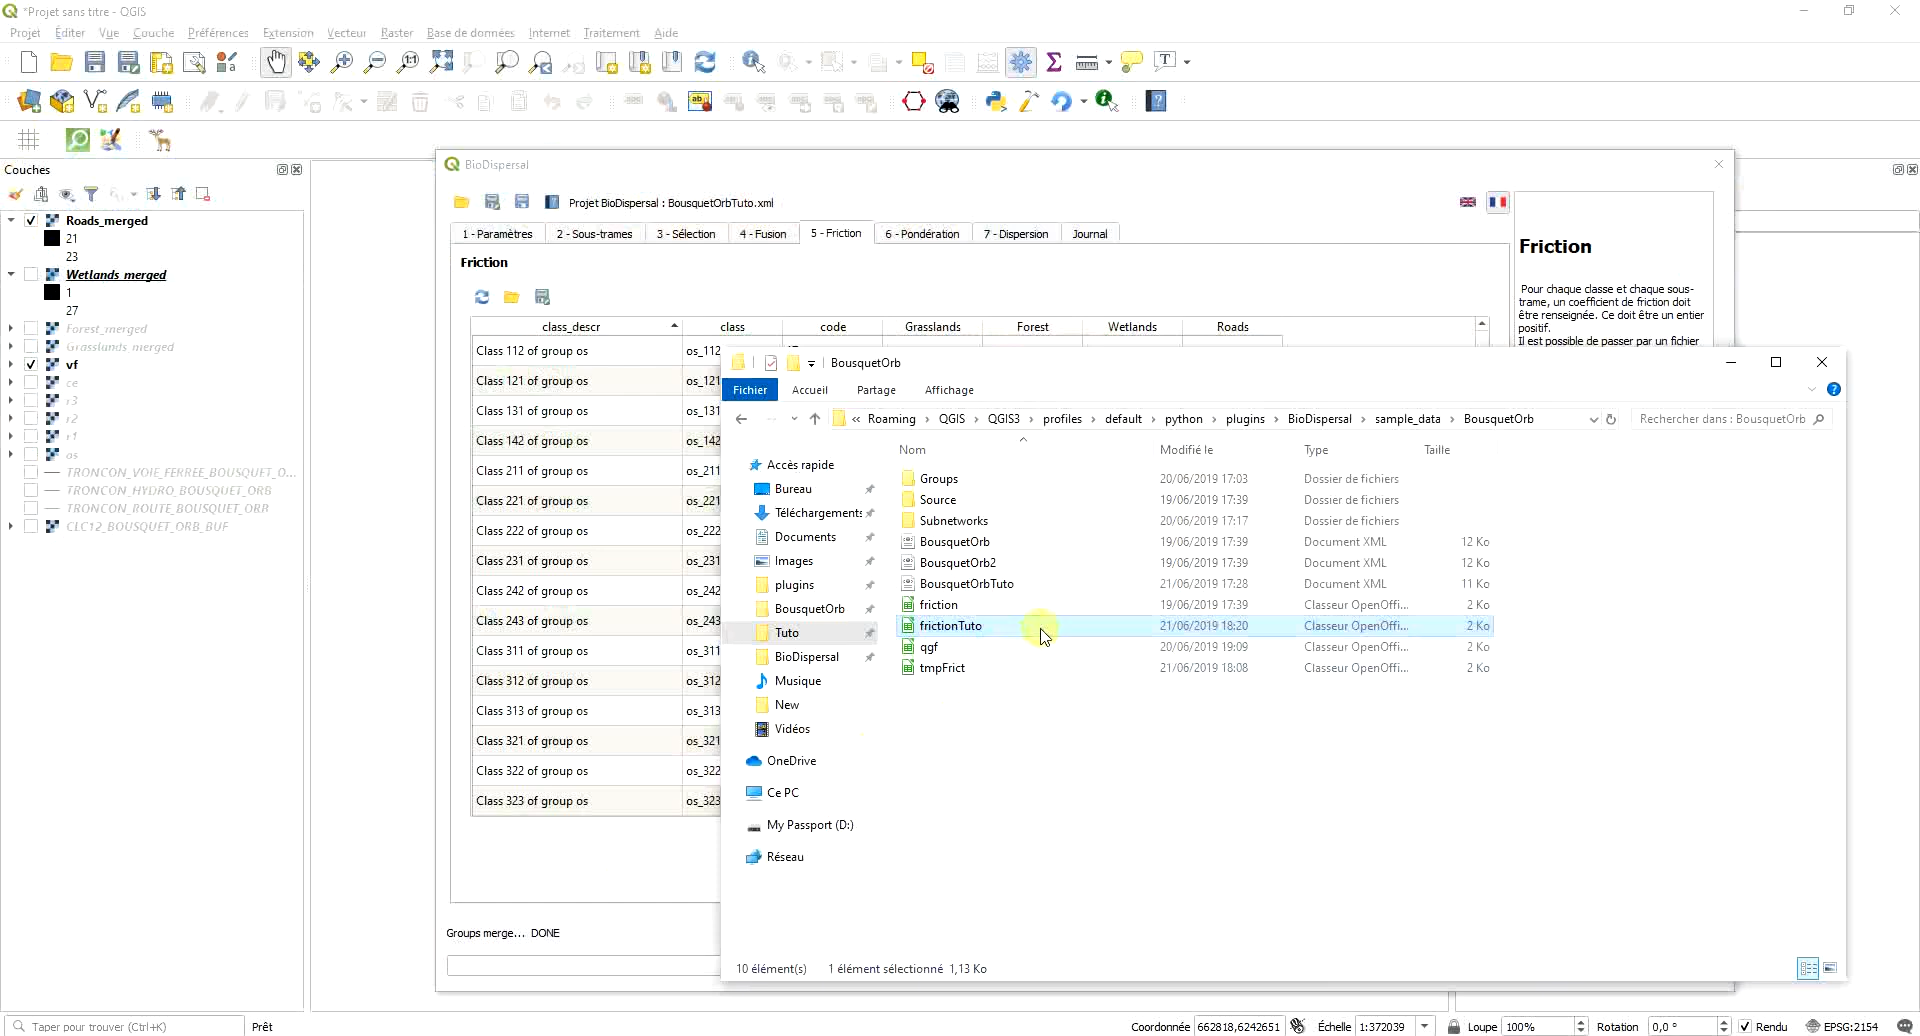 *Projet sans titre - QGIS
Projet Éditer Vue Couche Préférences Extension Vecteur Raster Base de données Internet Traitement Aide
Couches
Roads_merged
21
23
Wetlands merged
1
27
Forest_merged
Grasslands_merged
vf
ce
r3
r2
r1
os
TRONCON_VOIE_FERREE_BOUSQUET_O...
TRONCON_HYDRO_BOUSQUET_ORB
TRONCON_ROUTE_BOUSQUET_ORB
CLC12_BOUSQUET_ORB_BUF
BioDispersal
Projet BioDispersal : BousquetOrbTuto.xml
1 - Paramètres 2 - Sous-trames 3 - Sélection 4 - Fusion 5 - Friction 6 - Pondération 7 - Dispersion Journal
Friction
class_descr class code Grasslands Forest Wetlands Roads
Class 112 of group os os_112
Class 121 of group os os_121
Class 131 of group os os_131
Class 142 of group os os_142
Class 211 of group os os_211
Class 221 of group os os_221
Class 222 of group os os_222
Class 231 of group os os_231
Class 242 of group os os_242
Class 243 of group os os_243
Class 311 of group os os_311
Class 312 of group os os_312
Class 313 of group os os_313
Class 321 of group os os_321
Class 322 of group os os_322
Class 323 of group os os_323
Groups merge... DONE
Friction
Pour chaque classe et chaque sous-
trame, un coefficient de friction doit
être renseignée. Ce doit être un entier
positif.
Il est possible de passer par un fichier
BousquetOrb
Fichier Accueil Partage Affichage
« Roaming › QGIS › QGIS3 › profiles › default › python › plugins › BioDispersal › sample_data › BousquetOrb
Rechercher dans : BousquetOrb
Accès rapide
Bureau
Téléchargements
Documents
Images
plugins
BousquetOrb
Tuto
BioDispersal
Musique
New
Vidéos
OneDrive
Ce PC
My Passport (D:)
Réseau
Nom Modifié le Type Taille
Groups 20/06/2019 17:03 Dossier de fichiers
Source 19/06/2019 17:39 Dossier de fichiers
Subnetworks 20/06/2019 17:17 Dossier de fichiers
BousquetOrb 19/06/2019 17:39 Document XML 12 Ko
BousquetOrb2 19/06/2019 17:39 Document XML 12 Ko
BousquetOrbTuto 21/06/2019 17:28 Document XML 11 Ko
friction 19/06/2019 17:39 Classeur OpenOffi... 2 Ko
frictionTuto 21/06/2019 18:20 Classeur OpenOffi... 2 Ko
qgf 20/06/2019 19:09 Classeur OpenOffi... 2 Ko
tmpFrict 21/06/2019 18:08 Classeur OpenOffi... 2 Ko
10 élément(s) 1 élément sélectionné 1,13 Ko
Taper pour trouver (Ctrl+K) Prêt Coordonnée 662818,6242651 Échelle 1:372039 Loupe 100% Rotation 0,0 ° Rendu EPSG:2154